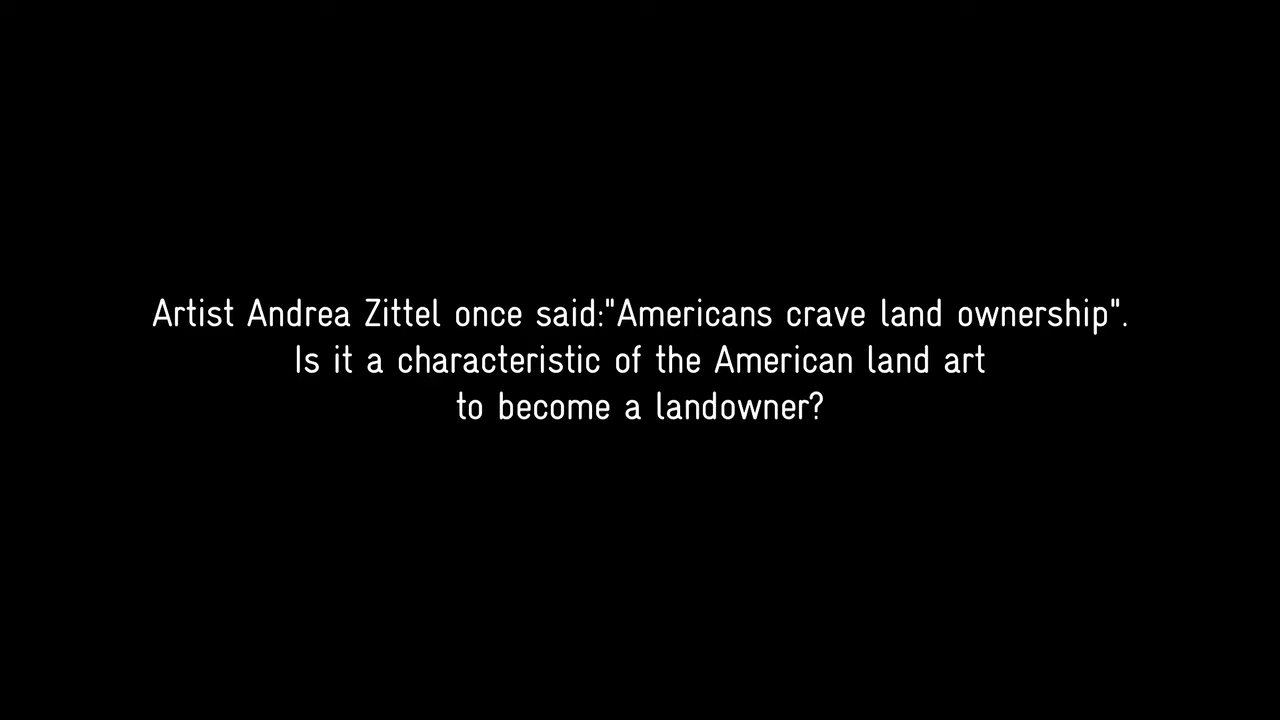 Artist Andrea Zittel once said:"Americans crave land ownership".
Is it a characteristic of the American land art
to become a landowner?